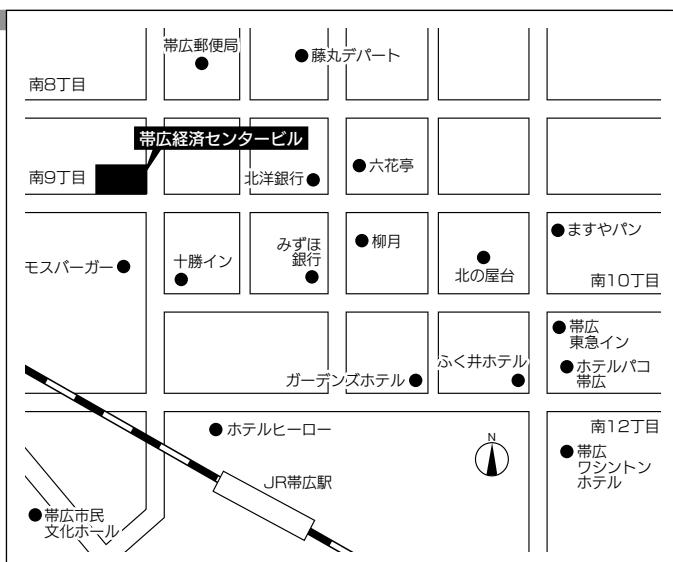 帯広郵便局
藤丸デパート
南8丁目
帯広経済センタービル
南9丁目
北洋銀行
六花亭
モスバーガー
十勝イン
みずほ
銀行
柳月
北の屋台
ますやパン
南10丁目
帯広
東急イン
ガーデンズホテル
ふく井ホテル
ホテルパコ
帯広
ホテルヒーロー
N
南12丁目
帯広
ワシントン
ホテル
JR帯広駅
帯広市民
文化ホール